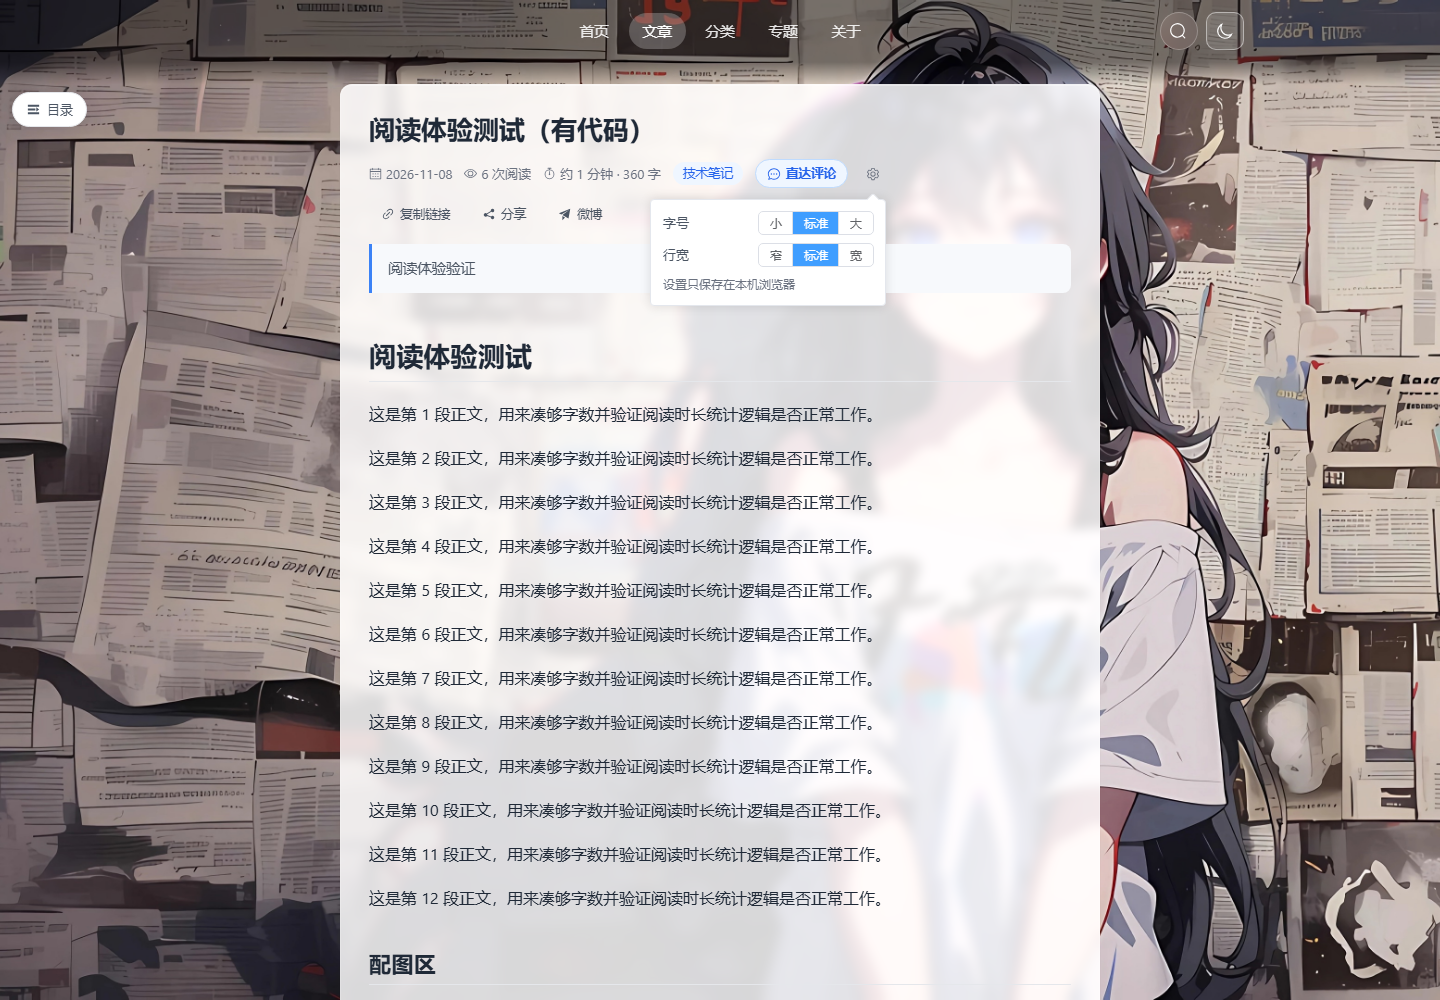 首页 文章 分类 专题 关于
目录
阅读体验测试（有代码）
2026-11-08 6 次阅读 约 1 分钟 · 360 字 技术笔记 直达评论
复制链接 分享 微博
字号 小 标准 大
行宽 窄 标准 宽
设置只保存在本机浏览器
阅读体验验证
阅读体验测试
这是第 1 段正文，用来凑够字数并验证阅读时长统计逻辑是否正常工作。
这是第 2 段正文，用来凑够字数并验证阅读时长统计逻辑是否正常工作。
这是第 3 段正文，用来凑够字数并验证阅读时长统计逻辑是否正常工作。
这是第 4 段正文，用来凑够字数并验证阅读时长统计逻辑是否正常工作。
这是第 5 段正文，用来凑够字数并验证阅读时长统计逻辑是否正常工作。
这是第 6 段正文，用来凑够字数并验证阅读时长统计逻辑是否正常工作。
这是第 7 段正文，用来凑够字数并验证阅读时长统计逻辑是否正常工作。
这是第 8 段正文，用来凑够字数并验证阅读时长统计逻辑是否正常工作。
这是第 9 段正文，用来凑够字数并验证阅读时长统计逻辑是否正常工作。
这是第 10 段正文，用来凑够字数并验证阅读时长统计逻辑是否正常工作。
这是第 11 段正文，用来凑够字数并验证阅读时长统计逻辑是否正常工作。
这是第 12 段正文，用来凑够字数并验证阅读时长统计逻辑是否正常工作。
配图区